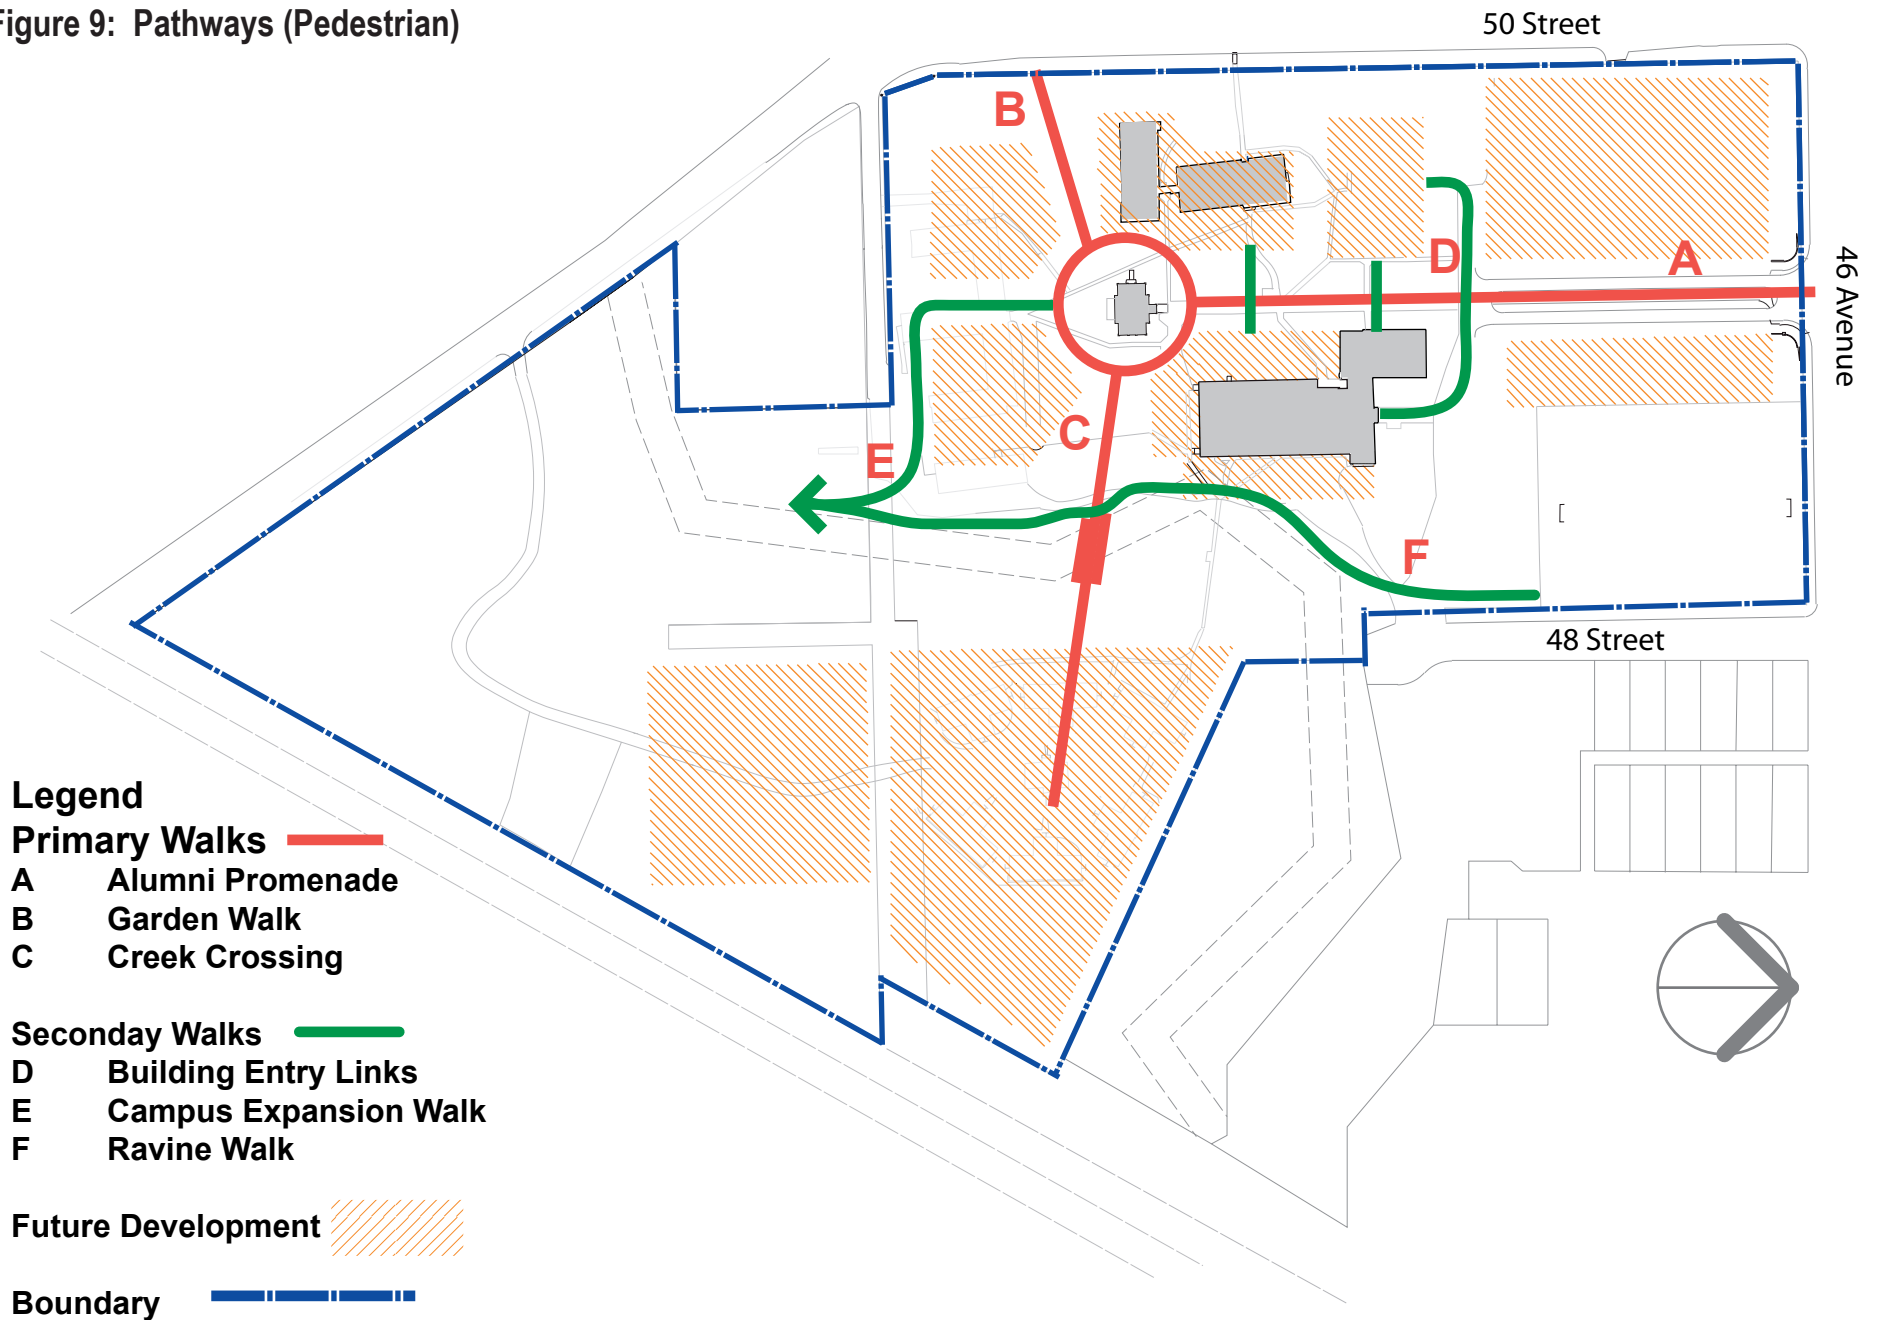 Figure 9: Pathways (Pedestrian)
50 Street
B
D
A
46 Avenue
C
E
F
48 Street
Legend
Primary Walks
A Alumni Promenade
B Garden Walk
C Creek Crossing
Seconday Walks
D Building Entry Links
E Campus Expansion Walk
F Ravine Walk
Future Development
Boundary